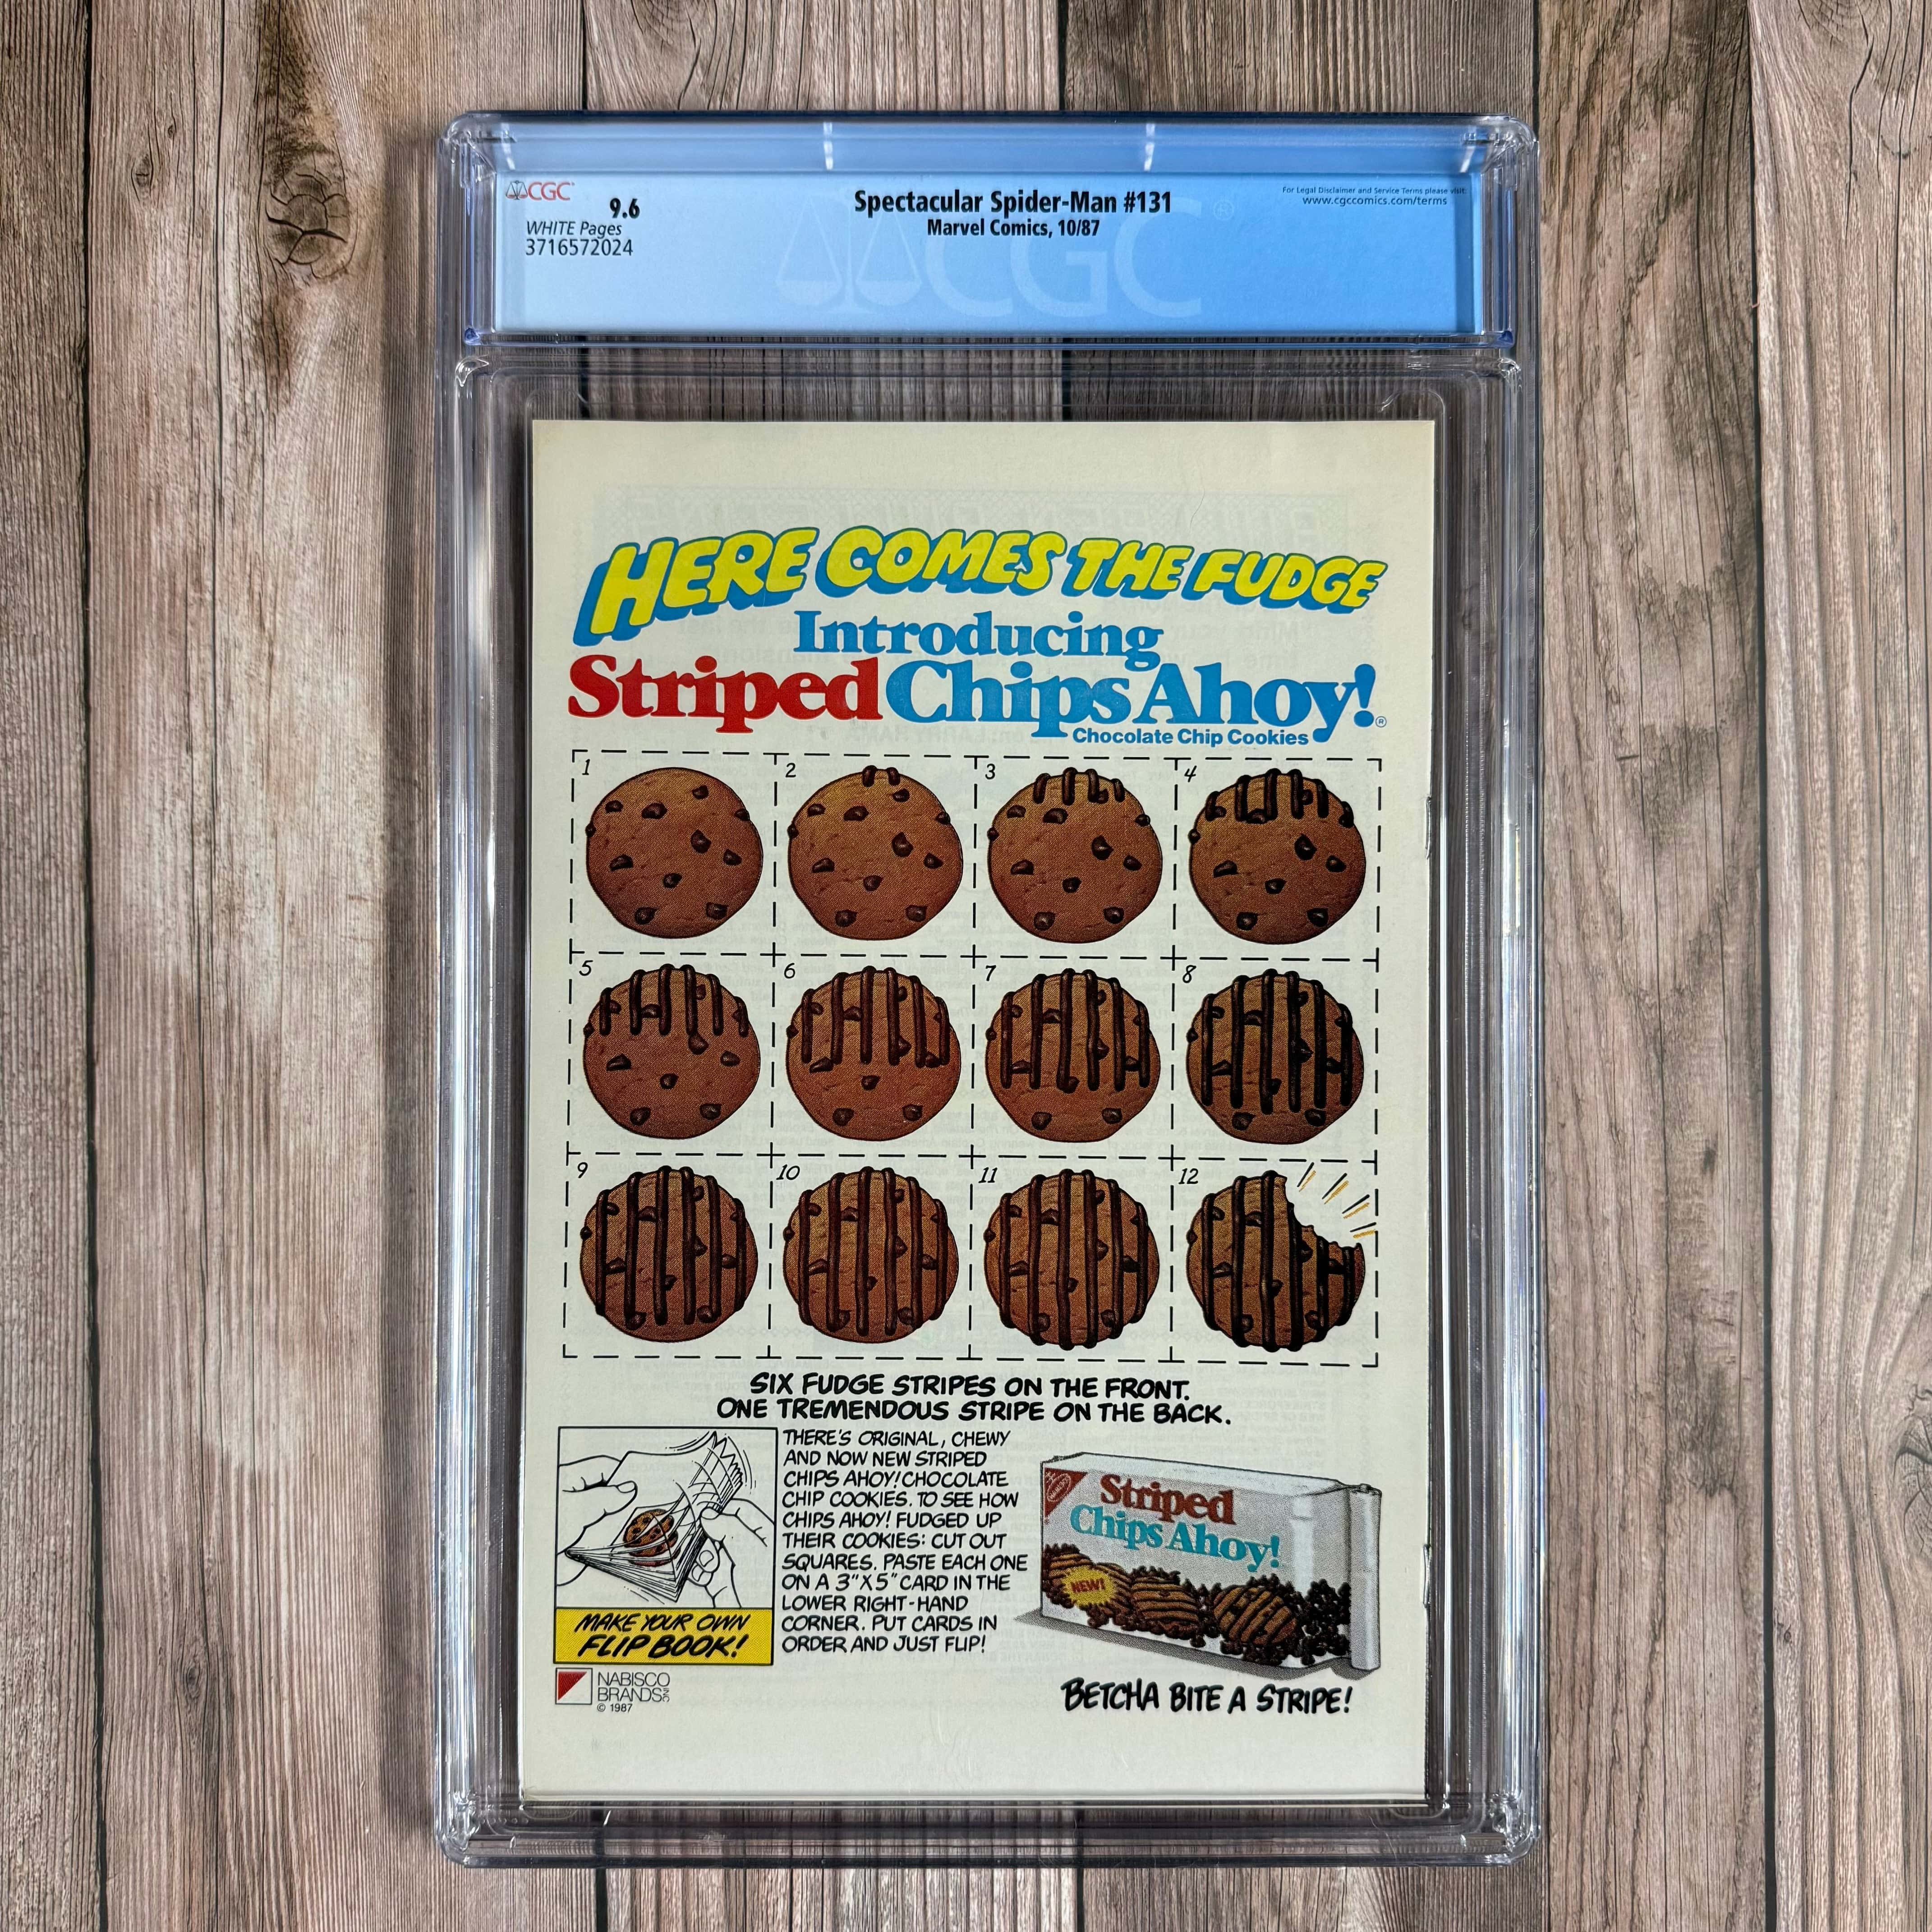 CGC
9.6
WHITE Pages
3716572024
Spectacular Spider-Man #131
Marvel Comics, 10/87
For Legal Disclaimer and Service Terms please visit:
www.cgccomics.com/terms
CGC
HERE COMES THE FUDGE
Introducing
Striped Chips Ahoy!®
Chocolate Chip Cookies
1 2 3 4
5 6 7 8
9 10 11 12
SIX FUDGE STRIPES ON THE FRONT.
ONE TREMENDOUS STRIPE ON THE BACK.
THERE'S ORIGINAL, CHEWY
AND NOW NEW STRIPED
CHIPS AHOY! CHOCOLATE
CHIP COOKIES. TO SEE HOW
CHIPS AHOY! FUDGED UP
THEIR COOKIES: CUT OUT
SQUARES. PASTE EACH ONE
ON A 3"X5" CARD IN THE
LOWER RIGHT-HAND
CORNER. PUT CARDS IN
ORDER AND JUST FLIP!
MAKE YOUR OWN
FLIP BOOK!
NABISCO
BRANDS INC
© 1987
NABISCO
Striped
Chips Ahoy!
NEW!
BETCHA BITE A STRIPE!